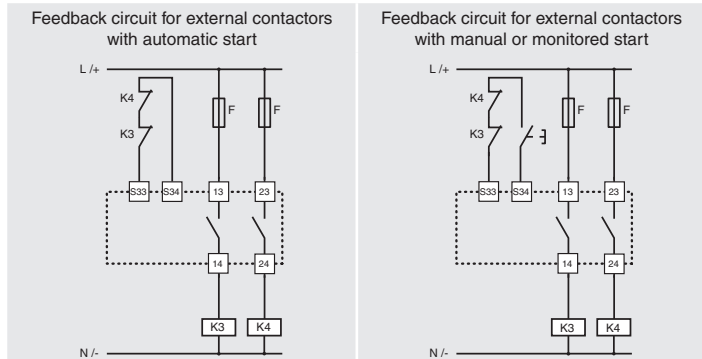 Feedback circuit for external contactors
with automatic start
L /+
K4
F
F
K3
S33
S34
13
23
14
24
K3
K4
N /-
Feedback circuit for external contactors
with manual or monitored start
L /+
K4
F
F
K3
S33
S34
13
23
14
24
K3
K4
N /-